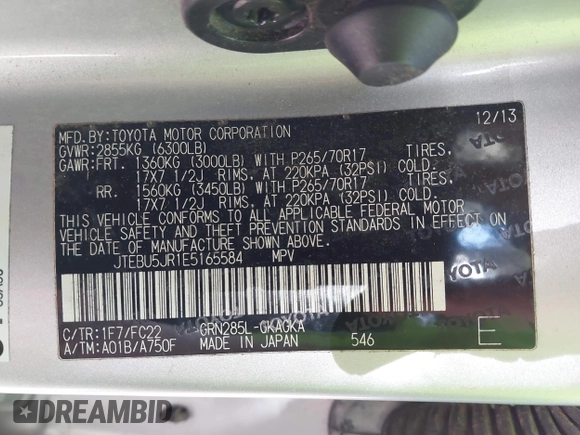 12/13
MFD.BY:TOYOTA MOTOR CORPORATION
GVWR:2855KG (6300LB)
GAWR:FRT. 1360KG (3000LB) WITH P265/70R17 TIRES,
17X7 1/2J RIMS, AT 220KPA (32PSI) COLD.
RR. 1560KG (3450LB) WITH P265/70R17 TIRES,
17X7 1/2J RIMS, AT 220KPA (32PSI) COLD.
THIS VEHICLE CONFORMS TO ALL APPLICABLE FEDERAL MOTOR
VEHICLE SAFETY AND THEFT PREVENTION STANDARDS IN EFFECT ON
THE DATE OF MANUFACTURE SHOWN ABOVE.
JTEBU5JR1E5165584 MPV
C/TR:1F7/FC22 GRN285L-GKAGKA
A/TM:A01B/A750F MADE IN JAPAN 546 E
TOYOTA
TOYOTA
TOYOTA
DREAMBID